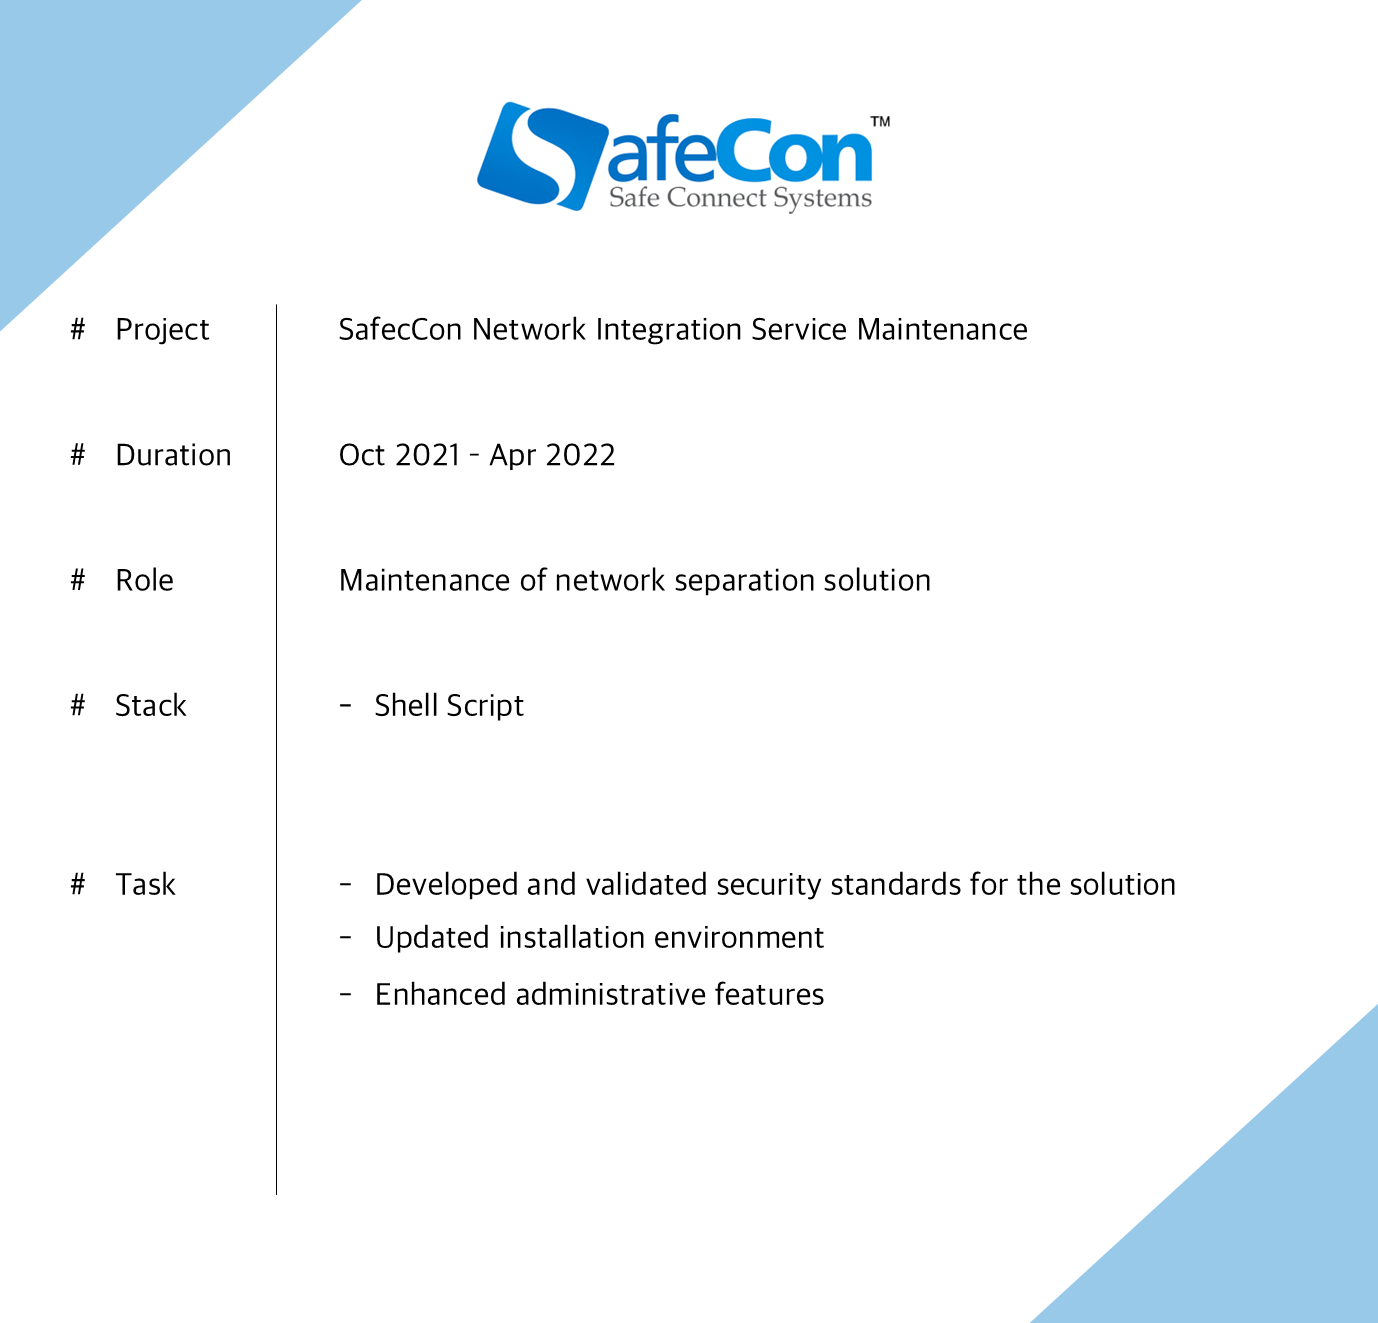 SafeCon™
Safe Connect Systems
# Project SafecCon Network Integration Service Maintenance
# Duration Oct 2021 - Apr 2022
# Role Maintenance of network separation solution
# Stack - Shell Script
# Task - Developed and validated security standards for the solution
- Updated installation environment
- Enhanced administrative features